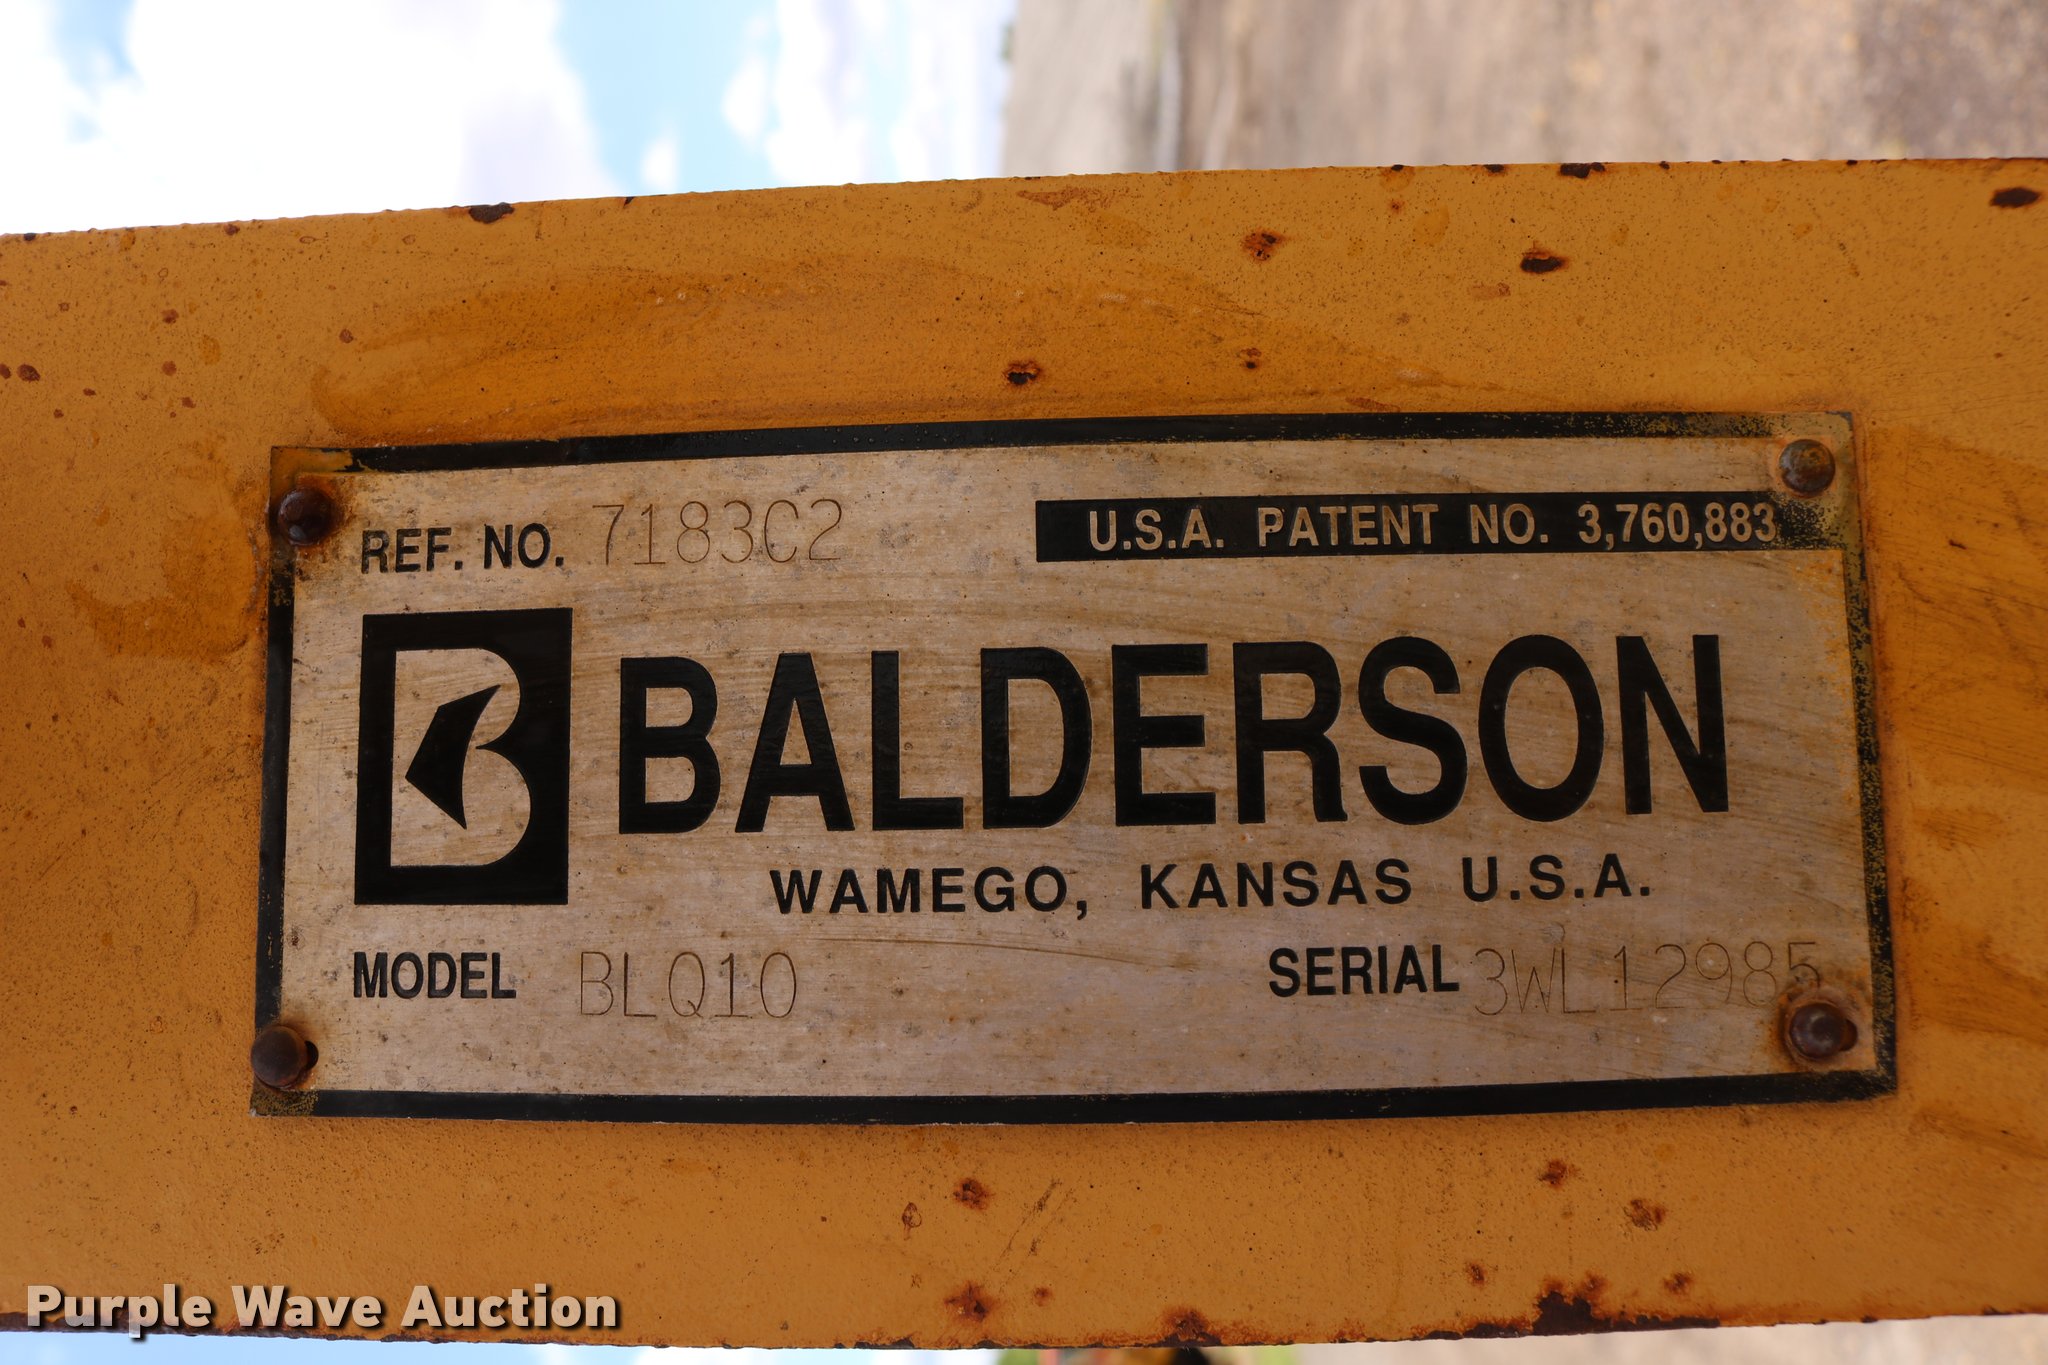 REF. NO. 7183C2
U.S.A. PATENT NO. 3,760,883
B BALDERSON
WAMEGO, KANSAS U.S.A.
MODEL BLQ10 SERIAL 3WL12985
Purple Wave Auction